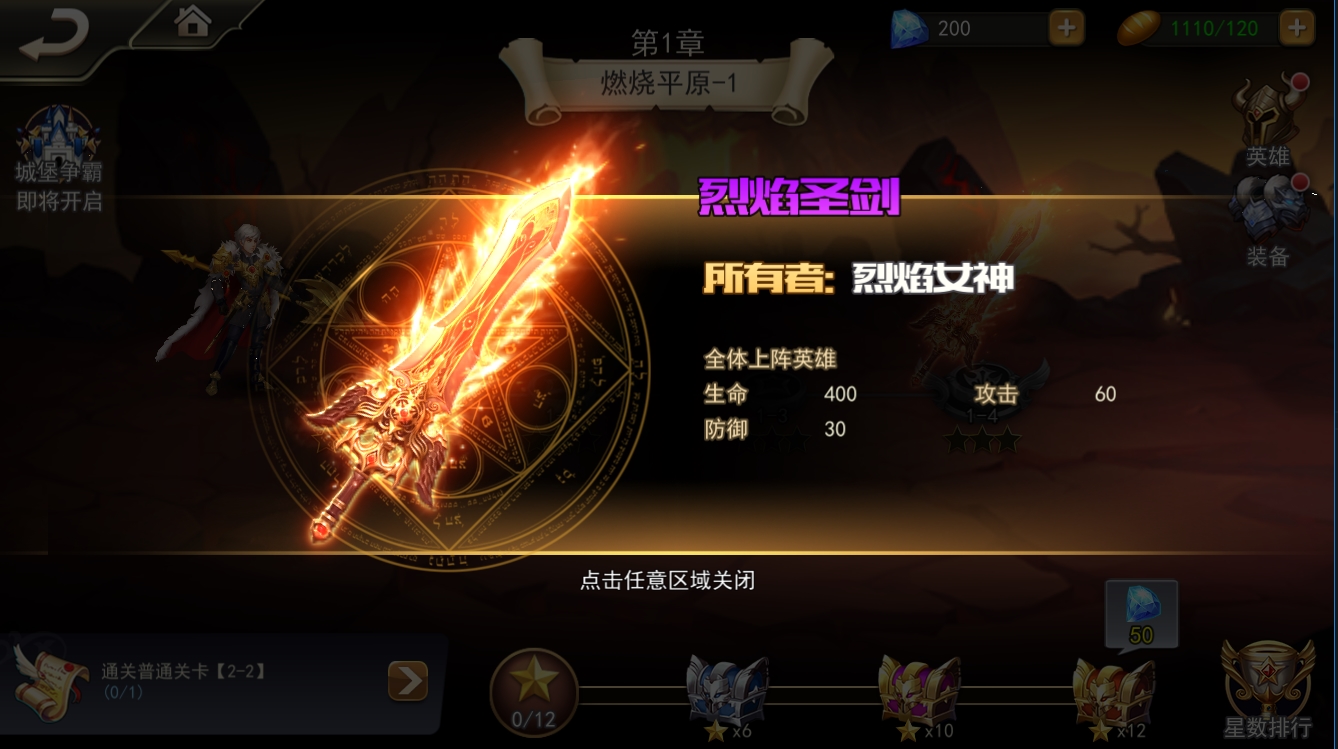 第1章
燃烧平原-1
200
1110/120
城堡争霸
即将开启
英雄
装备
烈焰圣剑
所有者: 烈焰女神
全体上阵英雄
生命 400 攻击 60
防御 30
1-3
1-4
点击任意区域关闭
50
通关普通关卡【2-2】
(0/1)
0/12
x6
x10
x12
星数排行